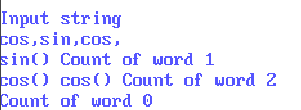 Input string
cos,sin,cos,
sin() Count of word 1
cos() cos() Count of word 2
Count of word 0